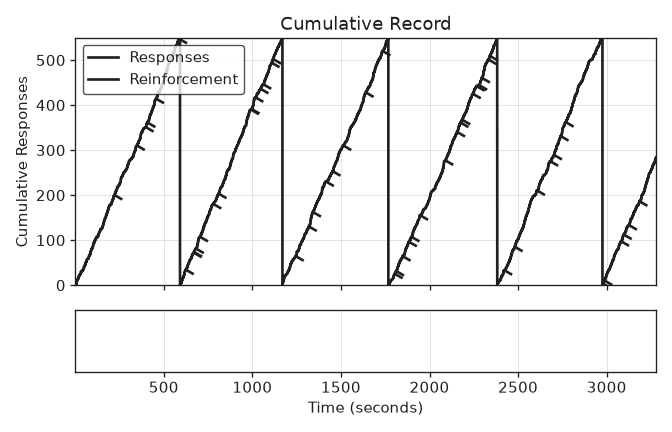 Cumulative Record
Responses
Reinforcement
Cumulative Responses
500
400
300
200
100
0
500 1000 1500 2000 2500 3000
Time (seconds)